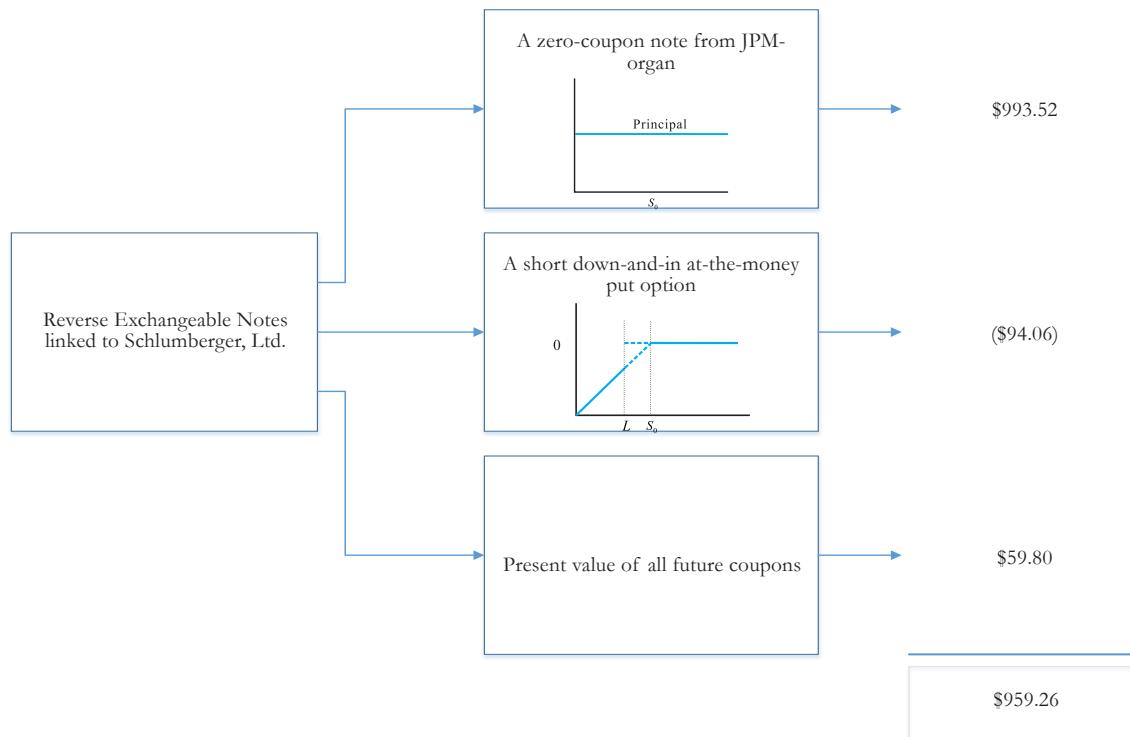 A zero-coupon note from JPM-
organ
Principal
S₀
$993.52
Reverse Exchangeable Notes
linked to Schlumberger, Ltd.
A short down-and-in at-the-money
put option
0
L S₀
($94.06)
Present value of all future coupons
$59.80
$959.26